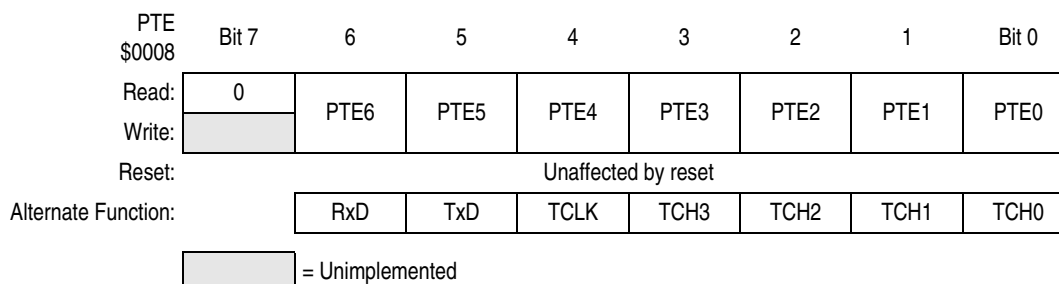 PTE $0008 Bit 7 6 5 4 3 2 1 Bit 0
Read: 0 PTE6 PTE5 PTE4 PTE3 PTE2 PTE1 PTE0
Write:
Reset: Unaffected by reset
Alternate Function: RxD TxD TCLK TCH3 TCH2 TCH1 TCH0
= Unimplemented